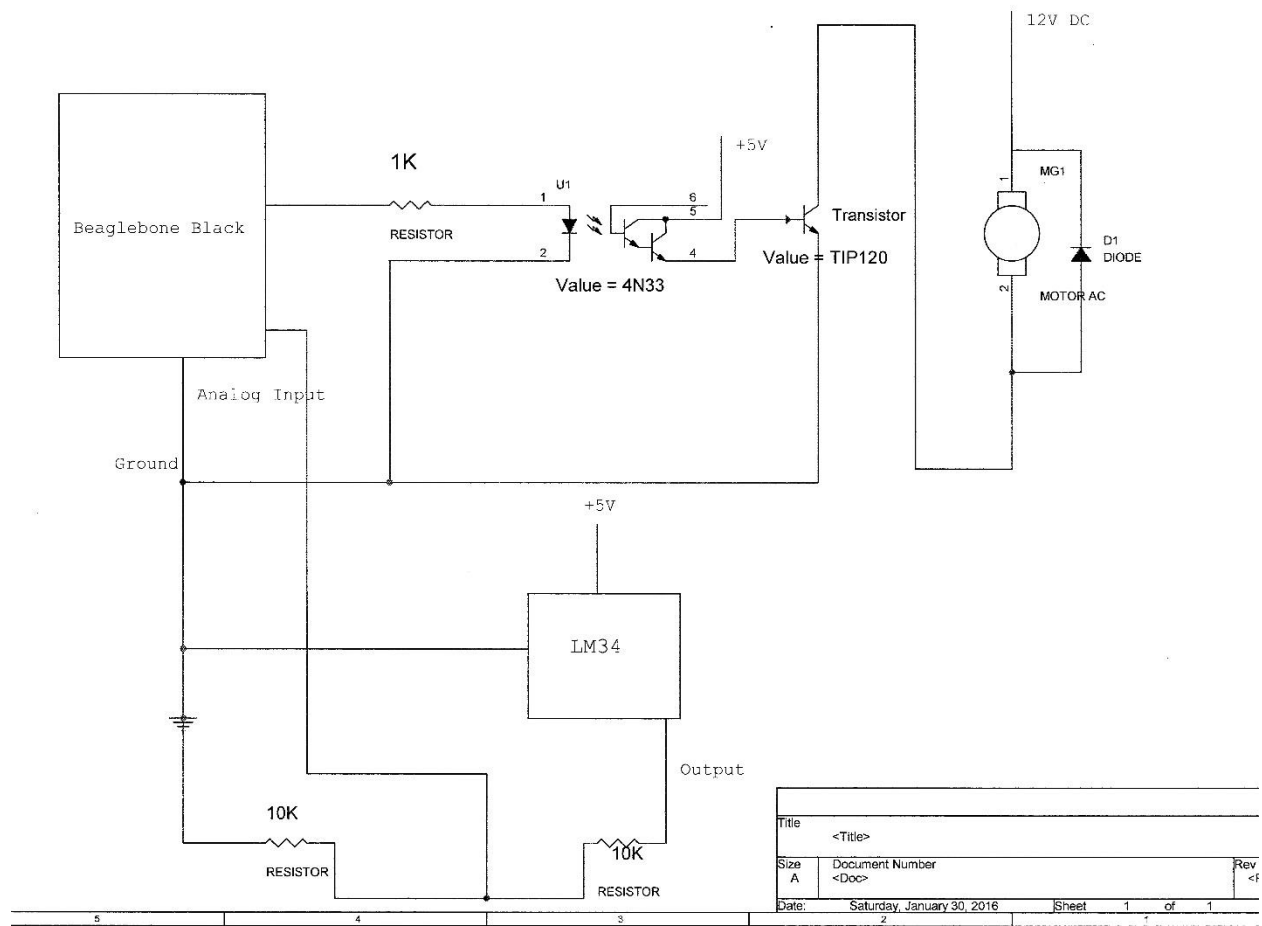 12V DC
+5V
1K
U1
1
6
5
MG1
1
Beaglebone Black
RESISTOR
Transistor
2
4
Value = TIP120
D1
DIODE
Value = 4N33
2
MOTOR AC
Analog Input
Ground
+5V
LM34
Output
10K
RESISTOR
10K
RESISTOR
Title
<Title>
Size
A
Document Number
<Doc>
Rev
Date:
Saturday, January 30, 2016
Sheet 1 of 1
5 4 3 2 1